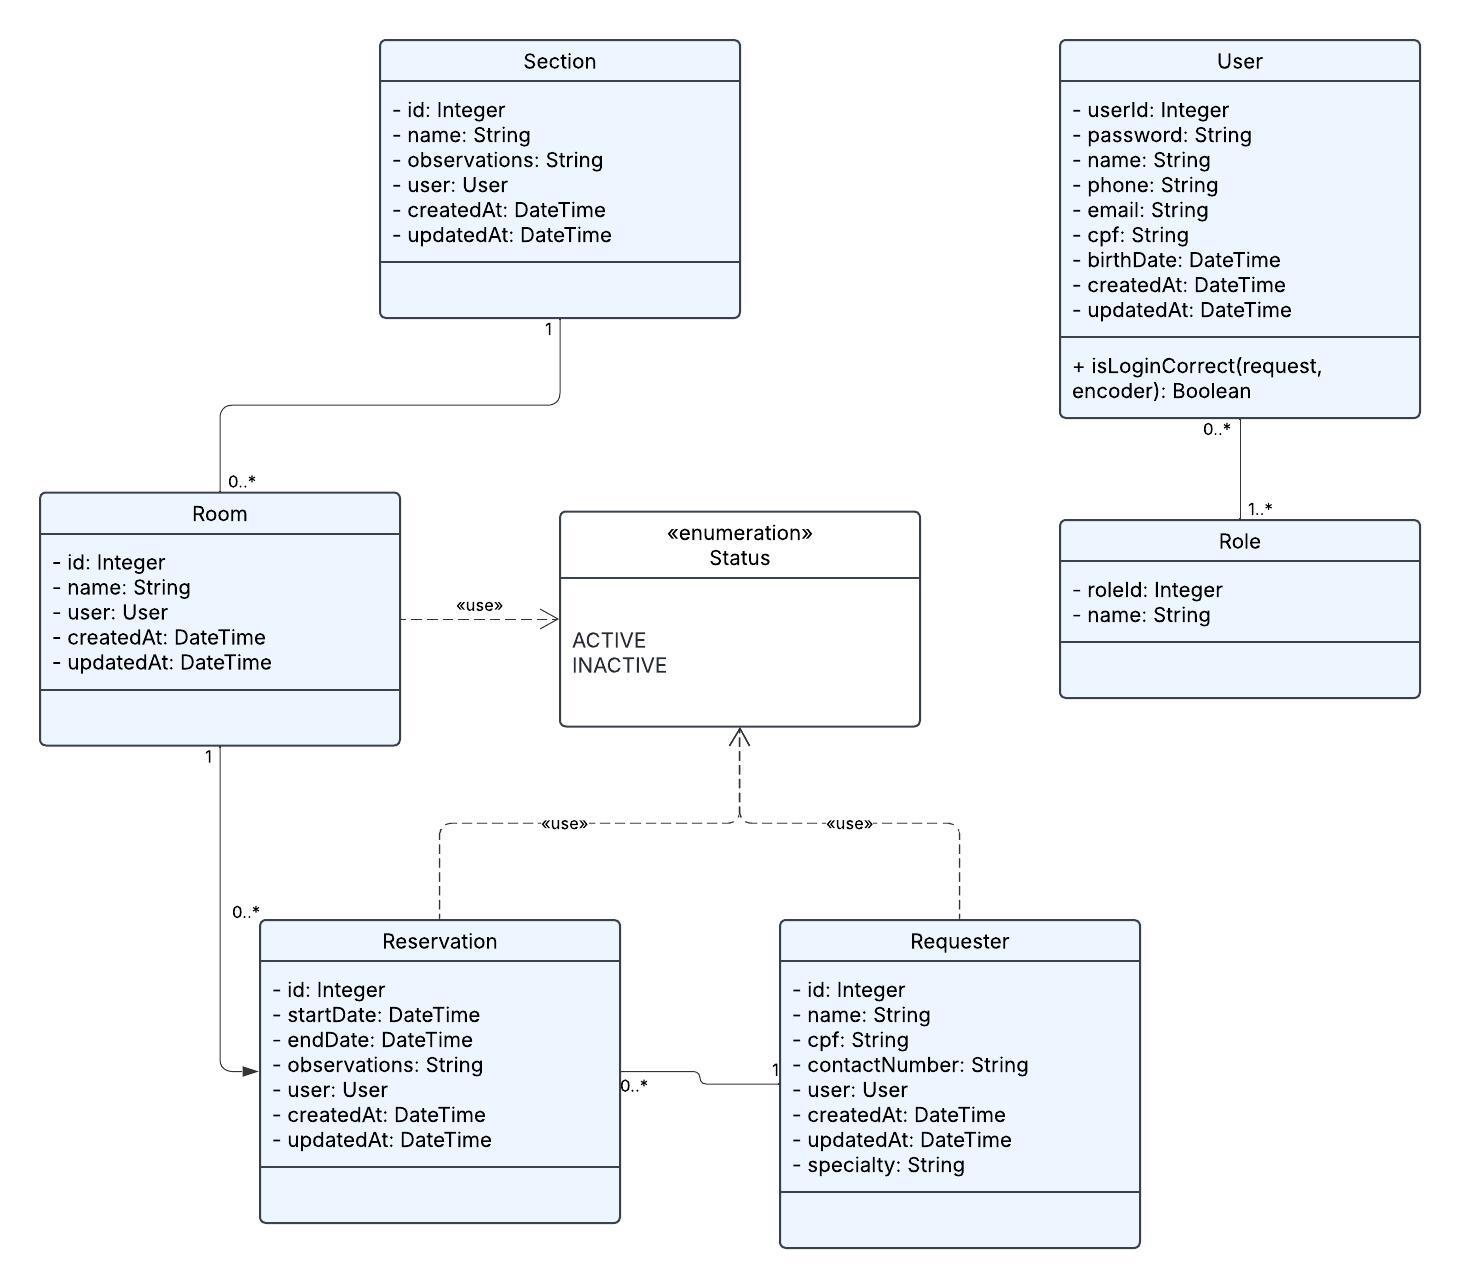 Section
- id: Integer
- name: String
- observations: String
- user: User
- createdAt: DateTime
- updatedAt: DateTime
1
User
- userId: Integer
- password: String
- name: String
- phone: String
- email: String
- cpf: String
- birthDate: DateTime
- createdAt: DateTime
- updatedAt: DateTime
+ isLoginCorrect(request,
encoder): Boolean
0..*
1..*
Role
- roleId: Integer
- name: String
0..*
Room
- id: Integer
- name: String
- user: User
- createdAt: DateTime
- updatedAt: DateTime
1
«use»
«enumeration»
Status
ACTIVE
INACTIVE
«use»
«use»
0..*
Reservation
- id: Integer
- startDate: DateTime
- endDate: DateTime
- observations: String
- user: User
- createdAt: DateTime
- updatedAt: DateTime
0..*
1
Requester
- id: Integer
- name: String
- cpf: String
- contactNumber: String
- user: User
- createdAt: DateTime
- updatedAt: DateTime
- specialty: String